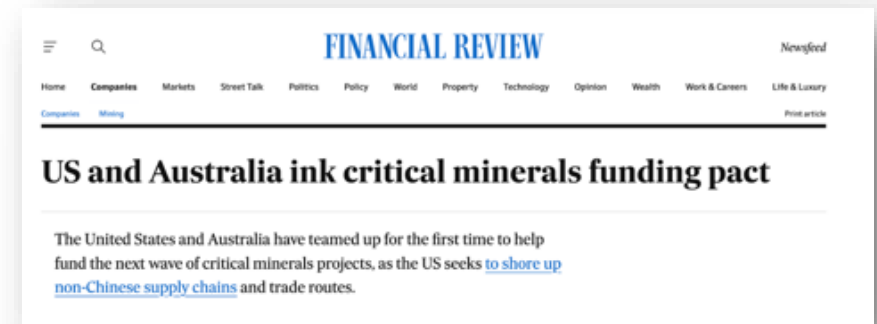 FINANCIAL REVIEW
Newsfeed
Home Companies Markets Street Talk Politics Policy World Property Technology Opinion Wealth Work & Careers Life & Luxury
Companies Mining Print article
US and Australia ink critical minerals funding pact
The United States and Australia have teamed up for the first time to help
fund the next wave of critical minerals projects, as the US seeks to shore up
non-Chinese supply chains and trade routes.